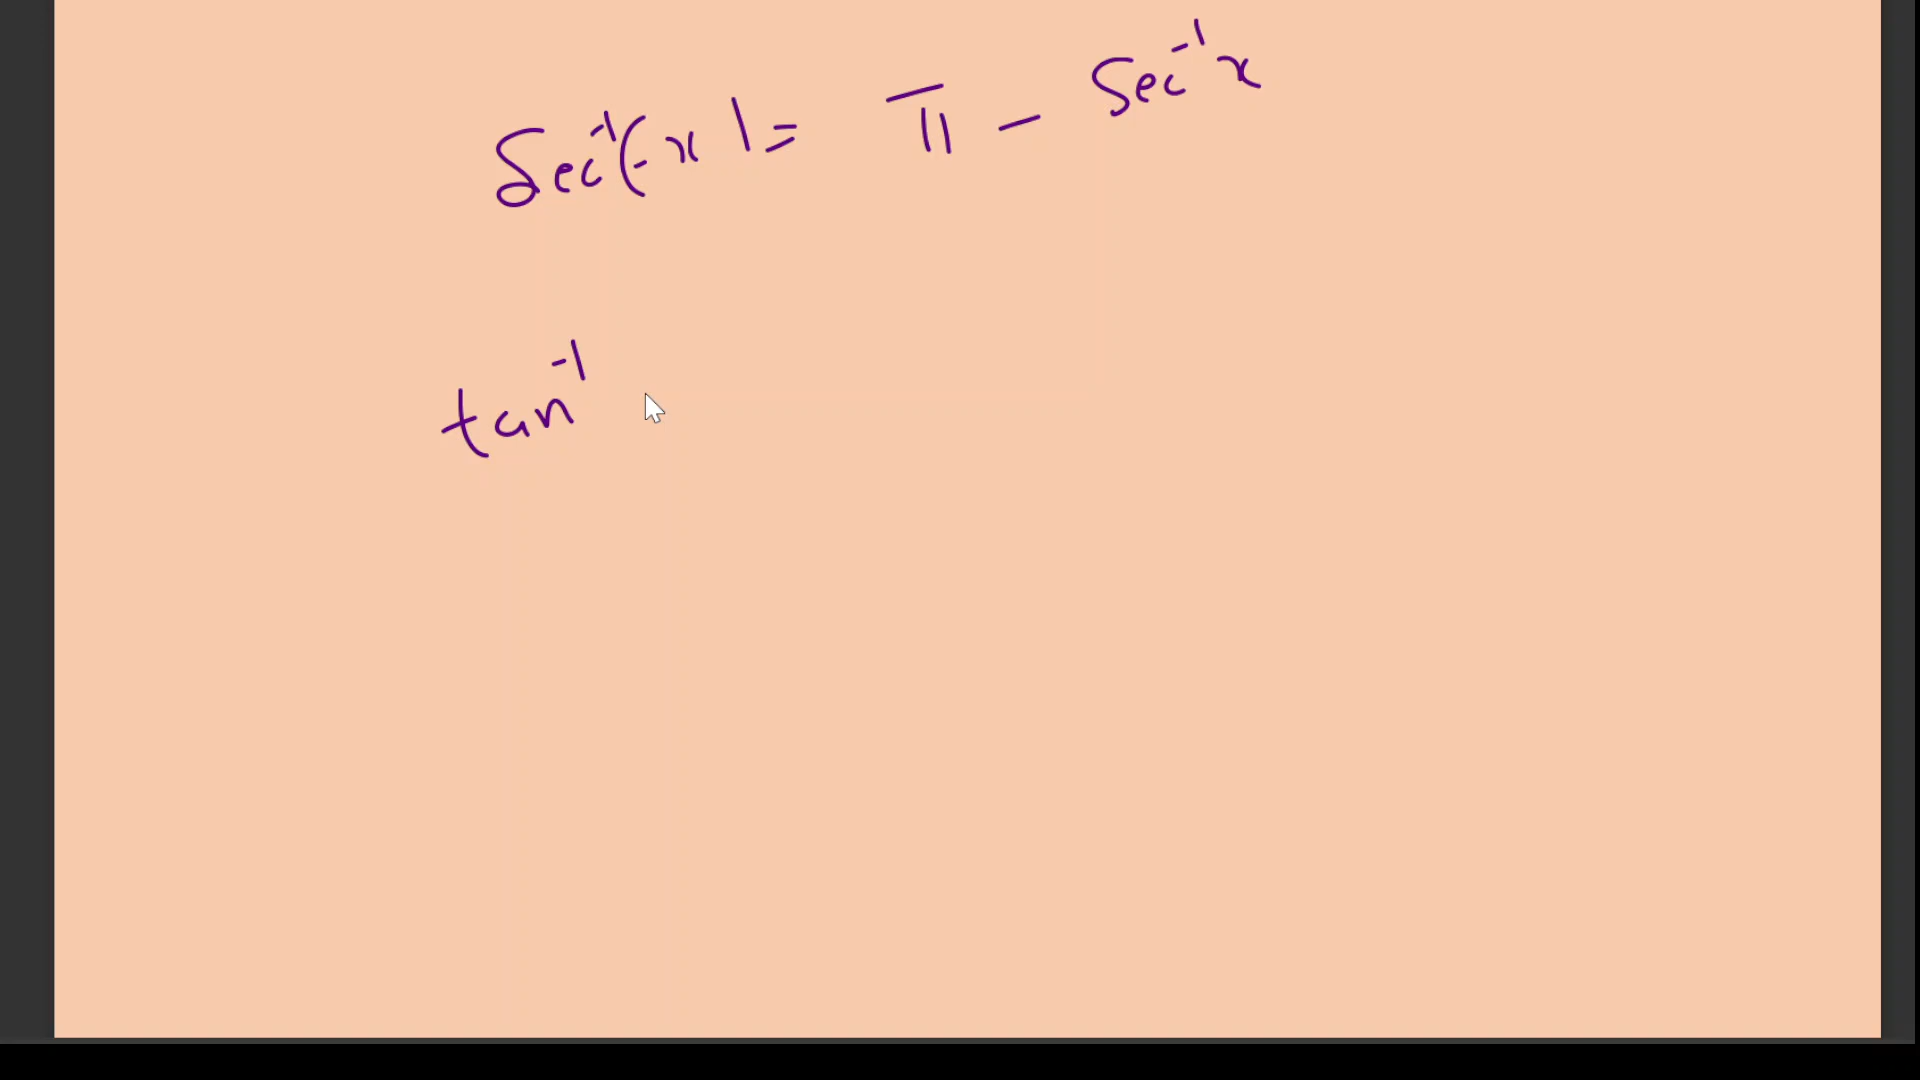 Sec⁻¹(-x) = π - Sec⁻¹x
tan⁻¹